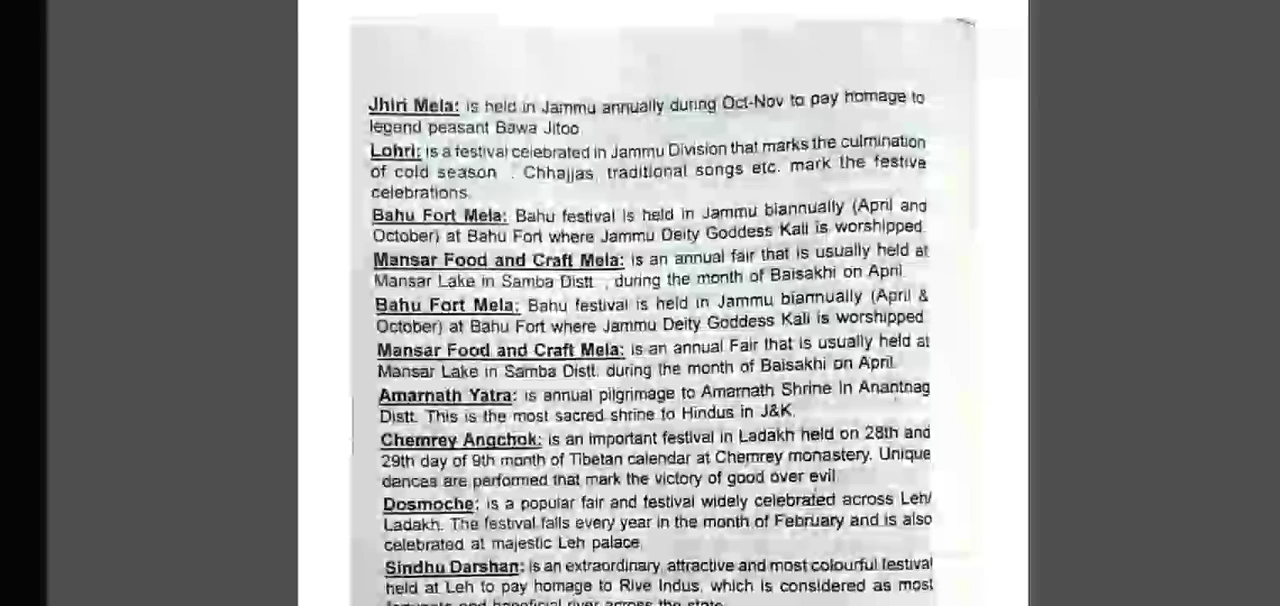 Jhiri Mela: is held in Jammu annually during Oct-Nov to pay homage to
legend peasant Bawa Jitoo
Lohri: is a festival celebrated in Jammu Division that marks the culmination
of cold season . Chhajjas, traditional songs etc. mark the festive
celebrations.
Bahu Fort Mela: Bahu festival is held in Jammu biannually (April and
October) at Bahu Fort where Jammu Deity Goddess Kali is worshipped.
Mansar Food and Craft Mela: is an annual fair that is usually held at
Mansar Lake in Samba Distt. , during the month of Baisakhi on April.
Bahu Fort Mela: Bahu festival is held in Jammu biannually (April &
October) at Bahu Fort where Jammu Deity Goddess Kali is worshipped
Mansar Food and Craft Mela: is an annual Fair that is usually held at
Mansar Lake in Samba Distt. during the month of Baisakhi on April.
Amarnath Yatra: is annual pilgrimage to Amarnath Shrine In Anantnag
Distt. This is the most sacred shrine to Hindus in J&K.
Chemrey Angchok: is an important festival in Ladakh held on 28th and
29th day of 9th month of Tibetan calendar at Chemrey monastery. Unique
dances are performed that mark the victory of good over evil
Dosmoche: is a popular fair and festival widely celebrated across Leh/
Ladakh. The festival falls every year in the month of February and is also
celebrated at majestic Leh palace.
Sindhu Darshan: is an extraordinary, attractive and most colourful festival
held at Leh to pay homage to Rive Indus, which is considered as most
and beneficial river across the state.